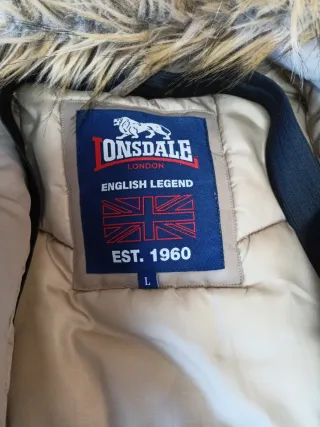 LONSDALE
LONDON
ENGLISH LEGEND
EST. 1960
L